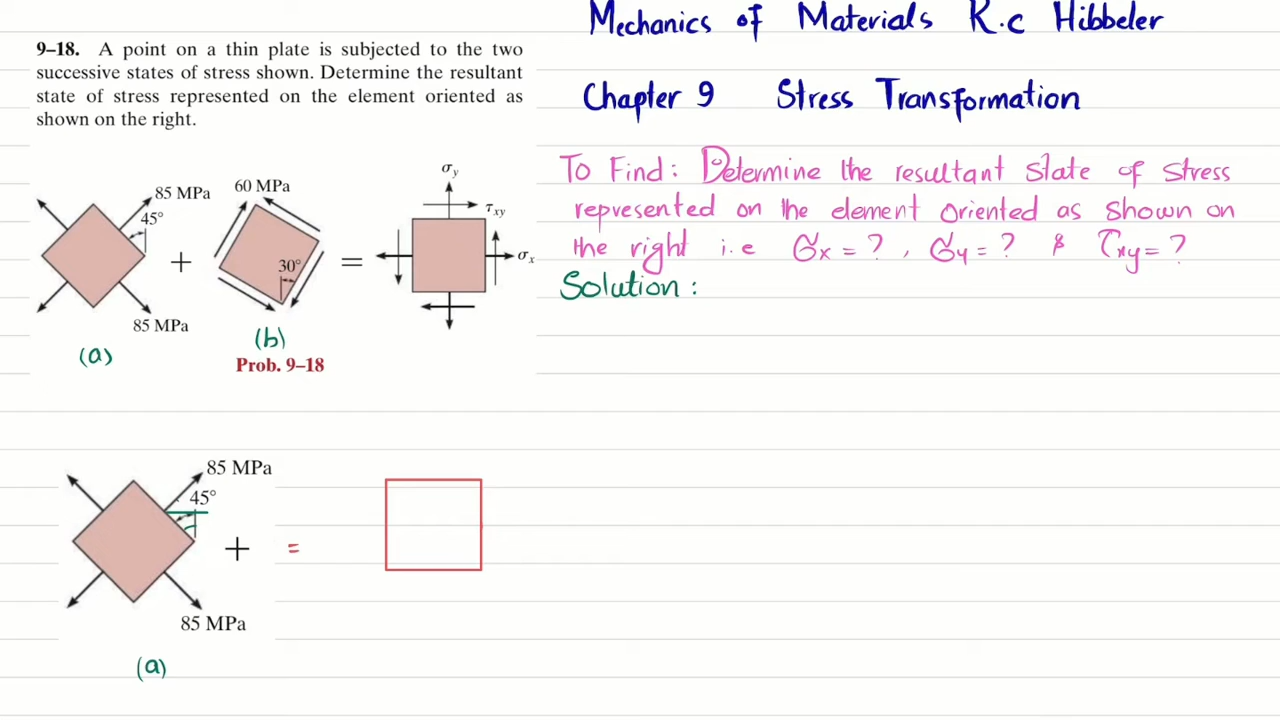 Mechanics of Materials R.c Hibbeler
9–18. A point on a thin plate is subjected to the two
successive states of stress shown. Determine the resultant
state of stress represented on the element oriented as
shown on the right.
Chapter 9 Stress Transformation
To Find: Determine the resultant state of stress
represented on the element oriented as shown on
the right i.e σx = ? , σy = ? & τxy = ?
Solution :
85 MPa
45°
85 MPa
(a)
+
60 MPa
30°
(b)
=
σy
τxy
σx
Prob. 9–18
85 MPa
45°
+ =
85 MPa
(a)